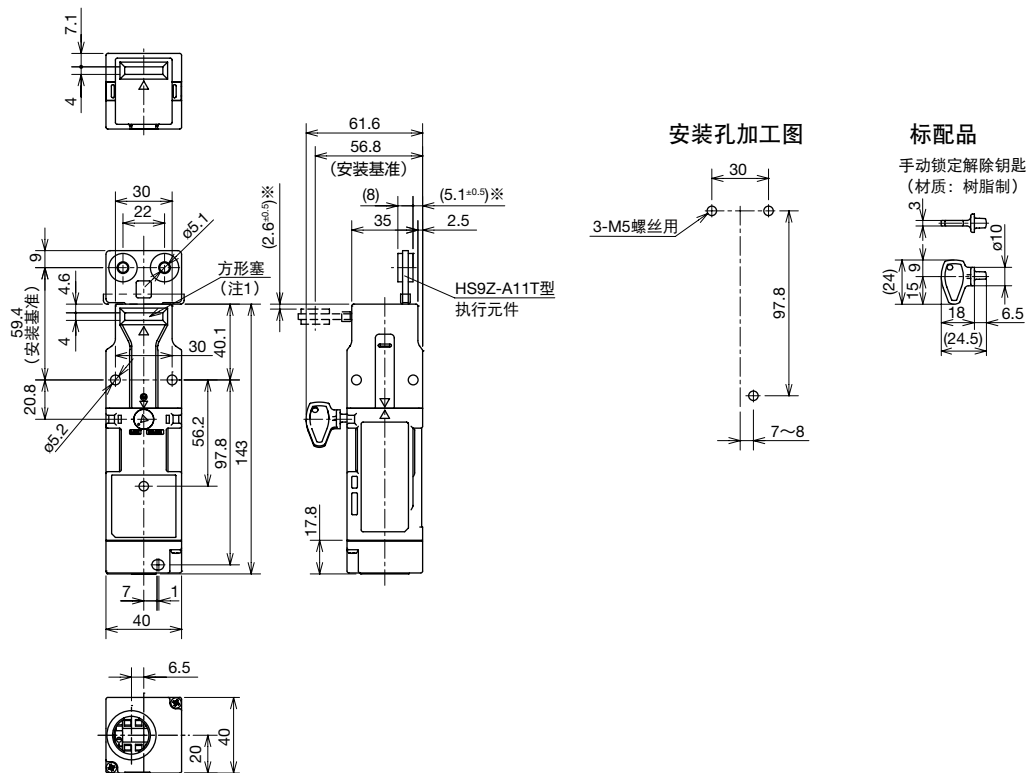 7.1
4
30
22
ø5.1
9
4.6
4
59.4
(安装基准)
20.8
ø5.2
方形塞
(注1)
30
40.1
56.2
97.8
143
7
1
40
6.5
20
40
61.6
56.8
(安装基准)
(8)
(5.1±0.5)※
(2.6±0.5)※
35
2.5
HS9Z-A11T型
执行元件
17.8
安装孔加工图
30
3-M5螺丝用
97.8
7～8
标配品
手动锁定解除钥匙
(材质：树脂制)
3
ø10
9
(24)
15
18
6.5
(24.5)